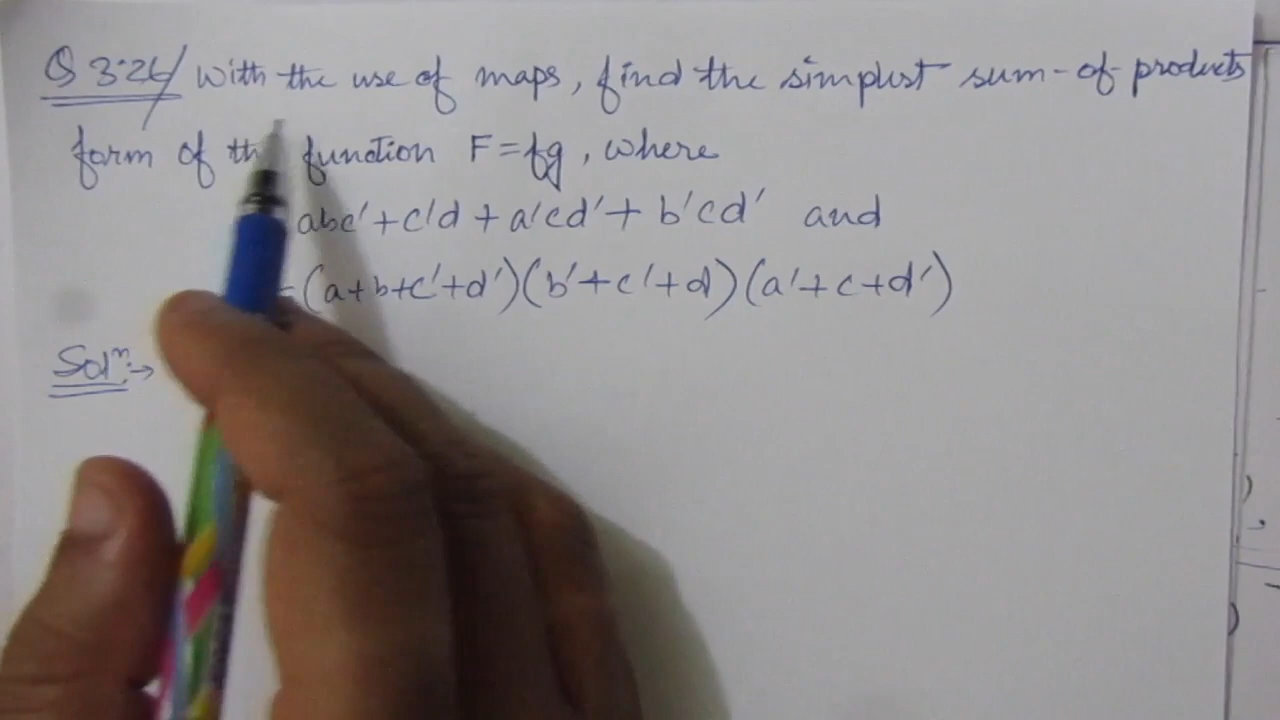 Q 3.26/ With the use of maps, find the simplest sum-of-products
form of the function F = fg, where
abc' + c'd + a'cd' + b'cd' and
= (a+b+c'+d')(b'+c'+d)(a'+c+d')
Solⁿ:→